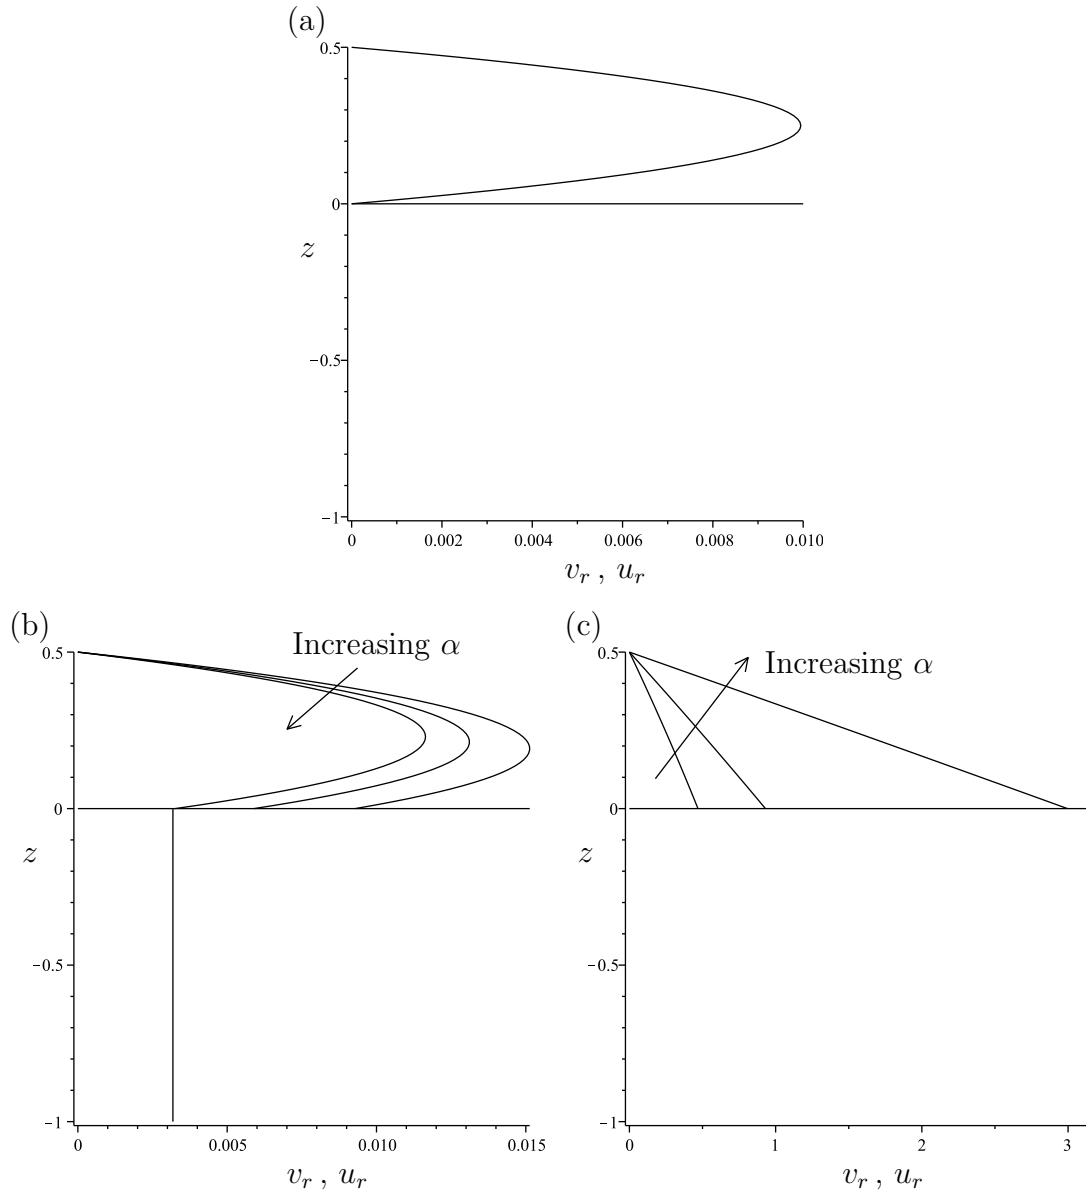 (a)
0.5
0
z
−0.5
−1
0 0.002 0.004 0.006 0.008 0.010
v_r , u_r
(b)
Increasing α
0.5
0
z
−0.5
−1
0 0.005 0.010 0.015
v_r , u_r
(c)
Increasing α
0.5
0
z
−0.5
−1
0 1 2 3
v_r , u_r